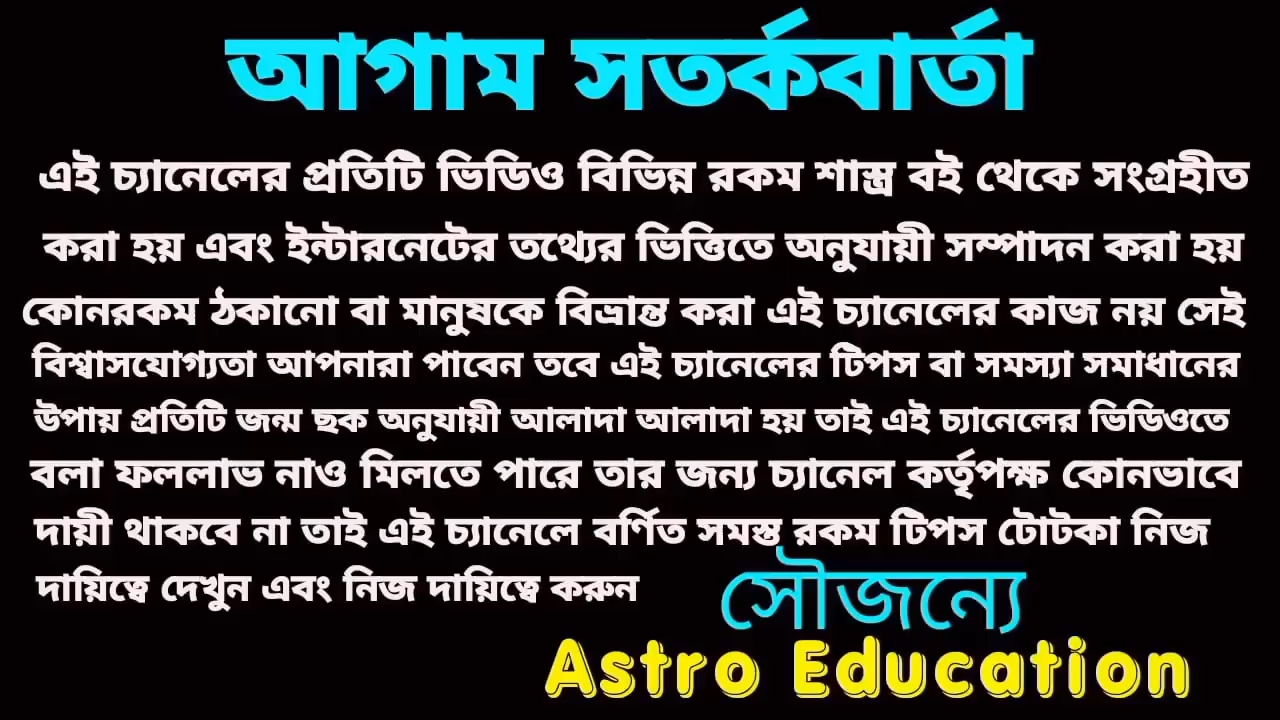 আগাম সতর্কবার্তা
এই চ্যানেলের প্রতিটি ভিডিও বিভিন্ন রকম শাস্ত্র বই থেকে সংগ্রহীত
করা হয় এবং ইন্টারনেটের তথ্যের ভিত্তিতে অনুযায়ী সম্পাদন করা হয়
কোনরকম ঠকানো বা মানুষকে বিভ্রান্ত করা এই চ্যানেলের কাজ নয় সেই
বিশ্বাসযোগ্যতা আপনারা পাবেন তবে এই চ্যানেলের টিপস বা সমস্যা সমাধানের
উপায় প্রতিটি জন্ম ছক অনুযায়ী আলাদা আলাদা হয় তাই এই চ্যানেলের ভিডিওতে
বলা ফললাভ নাও মিলতে পারে তার জন্য চ্যানেল কর্তৃপক্ষ কোনভাবে
দায়ী থাকবে না তাই এই চ্যানেলে বর্ণিত সমস্ত রকম টিপস টোটকা নিজ
দায়িত্বে দেখুন এবং নিজ দায়িত্বে করুন
সৌজন্যে
Astro Education